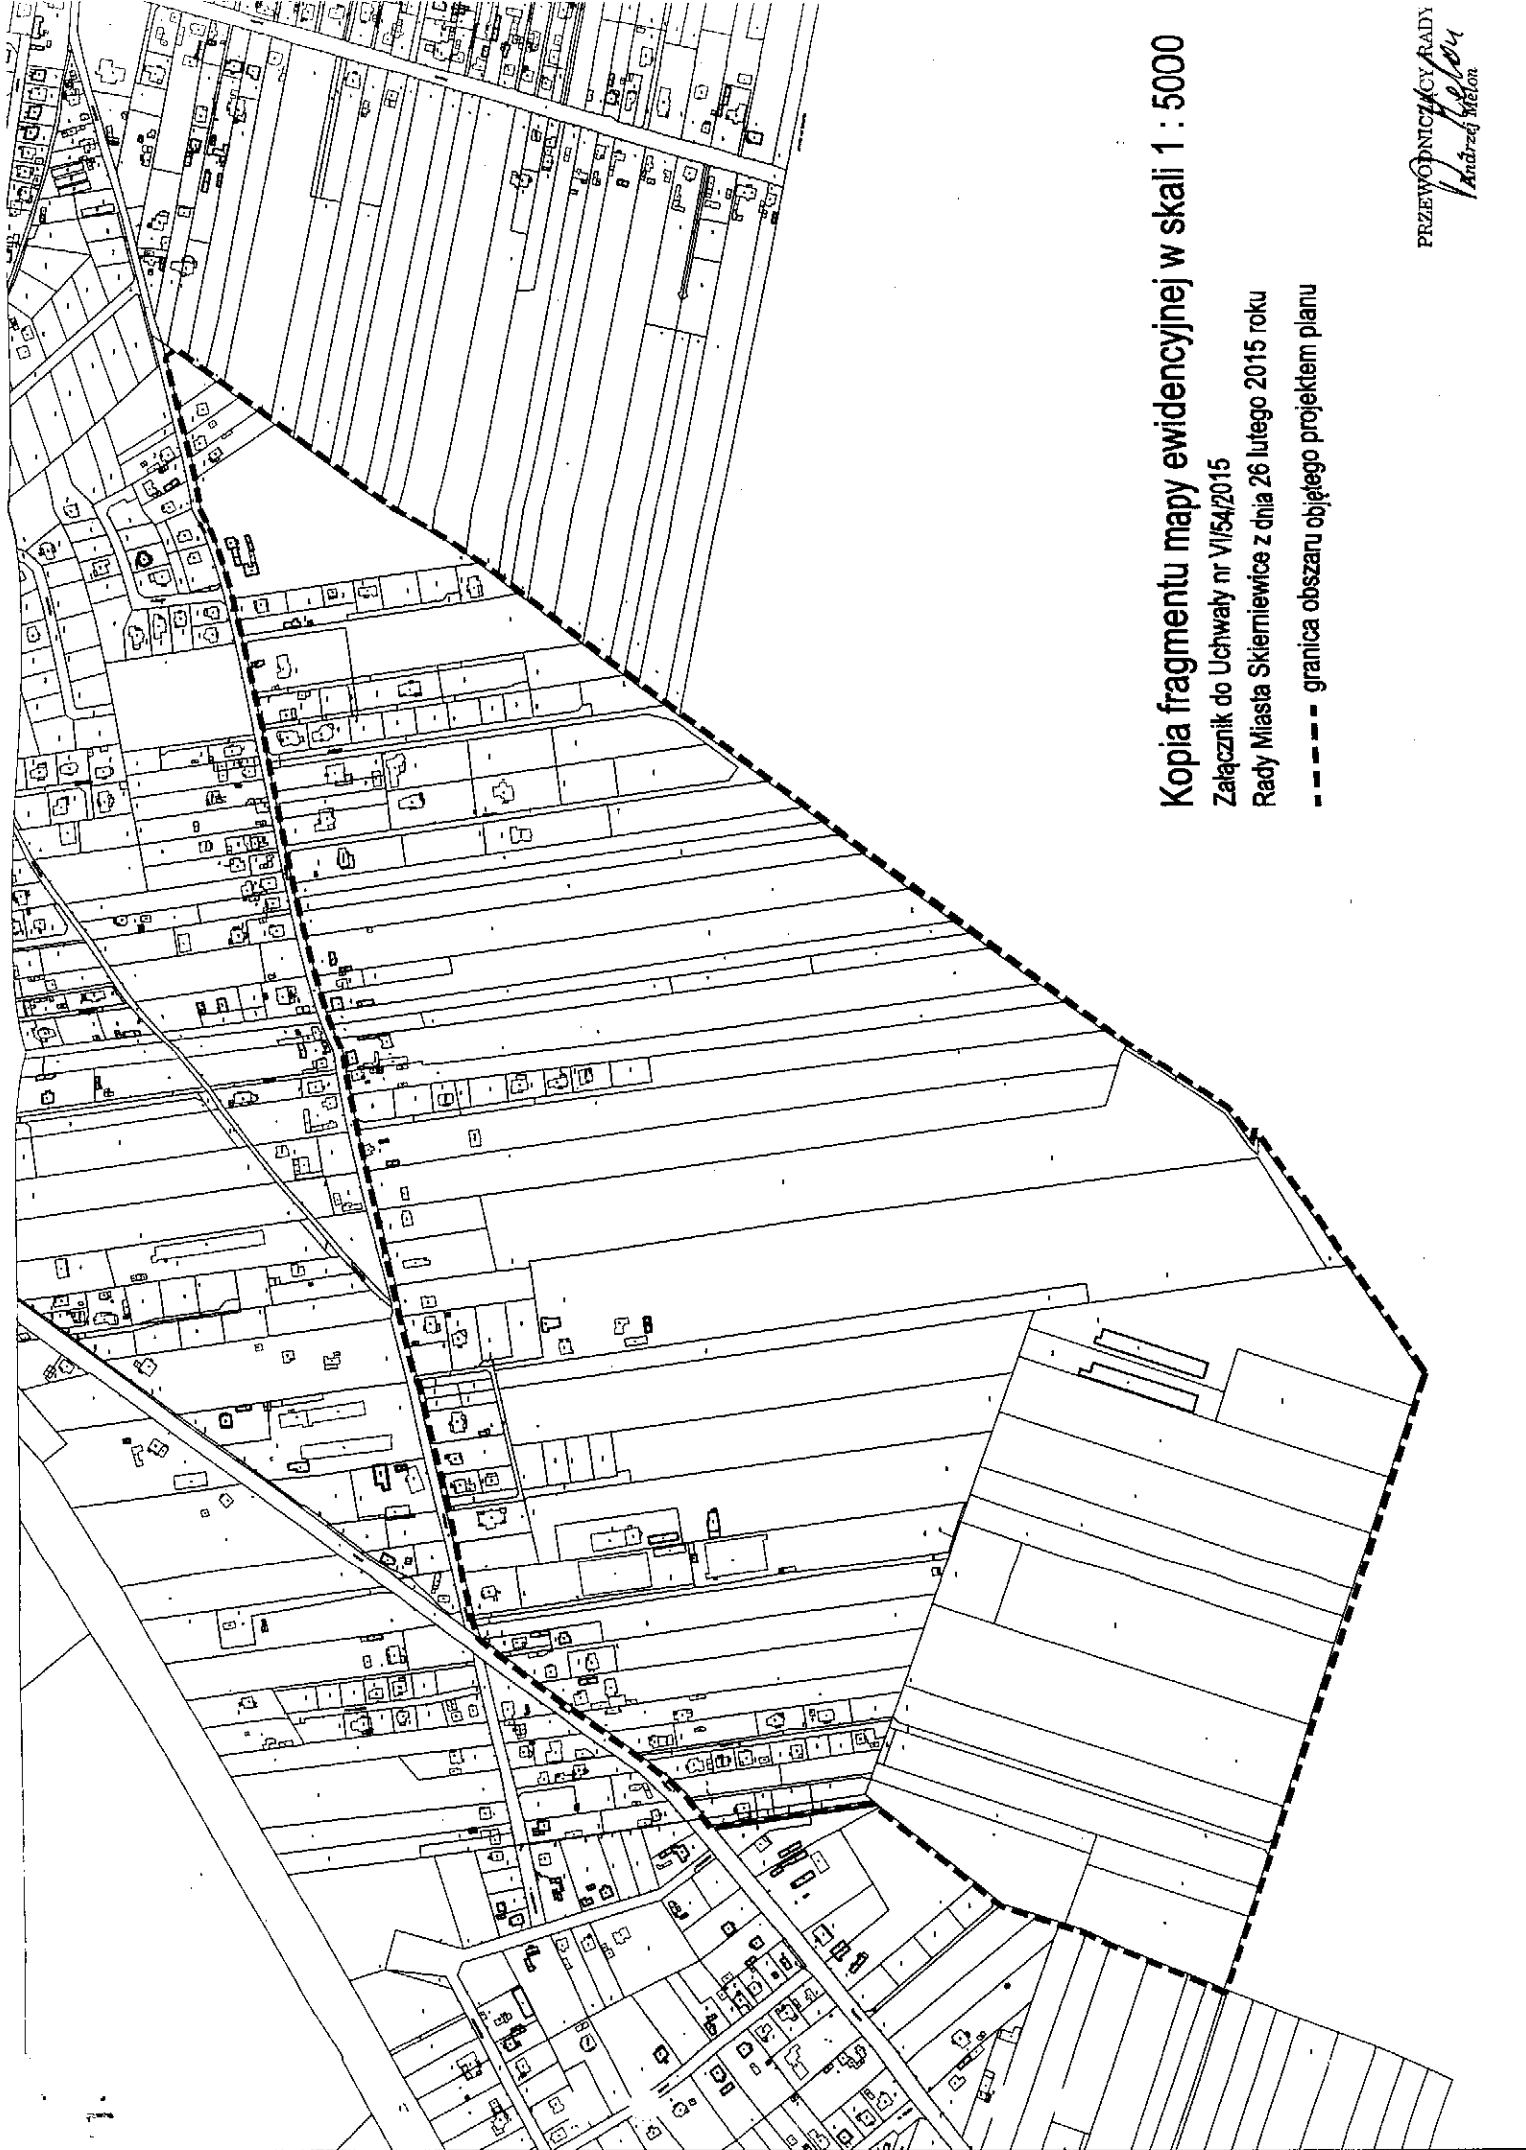 Kopia fragmentu mapy ewidencyjnej w skali 1 : 5000
Załącznik do Uchwały nr VI/54/2015
Rady Miasta Skierniewice z dnia 26 lutego 2015 roku
granica obszaru objętego projektem planu
PRZEWODNICZĄCY RADY
Andrzej Melon